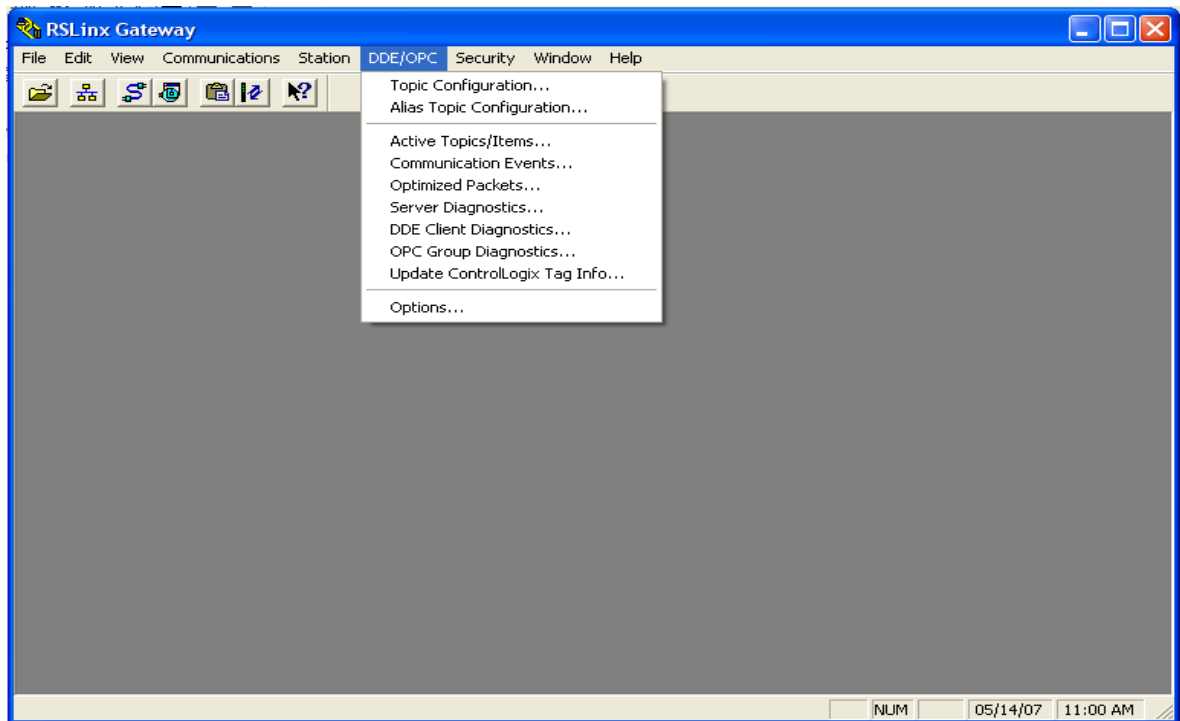 RSLinx Gateway
File Edit View Communications Station DDE/OPC Security Window Help
Topic Configuration...
Alias Topic Configuration...
Active Topics/Items...
Communication Events...
Optimized Packets...
Server Diagnostics...
DDE Client Diagnostics...
OPC Group Diagnostics...
Update ControlLogix Tag Info...
Options...
NUM 05/14/07 11:00 AM